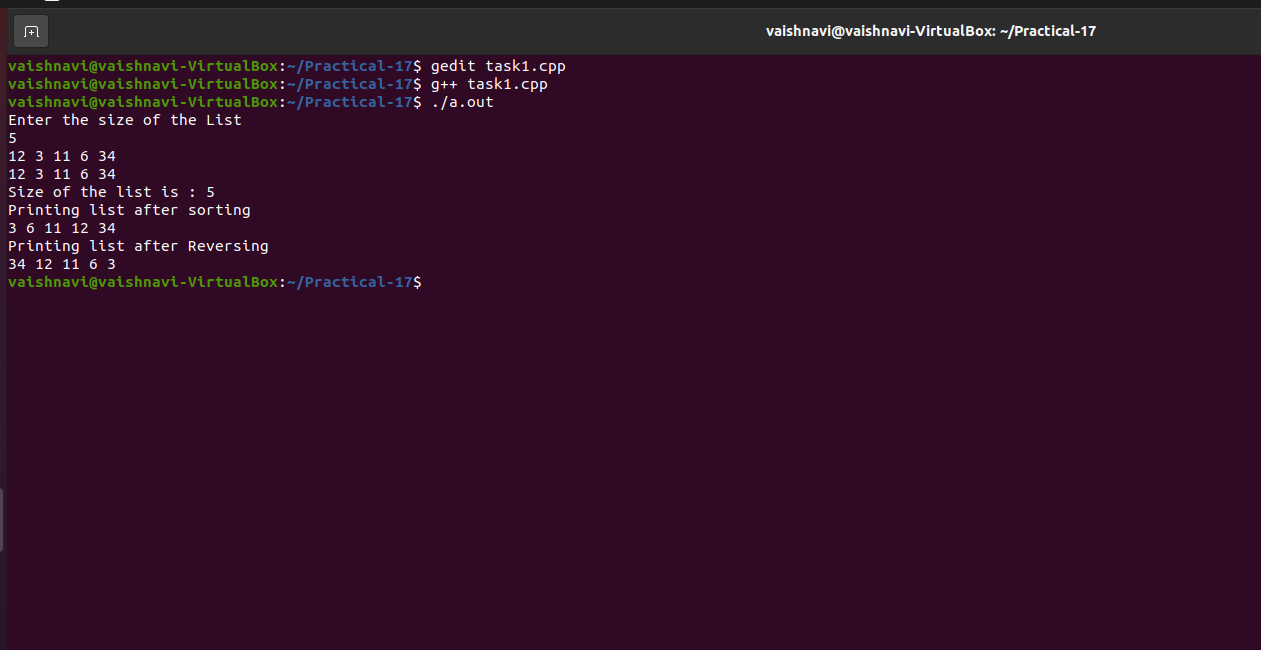 vaishnavi@vaishnavi-VirtualBox: ~/Practical-17
vaishnavi@vaishnavi-VirtualBox:~/Practical-17$ gedit task1.cpp
vaishnavi@vaishnavi-VirtualBox:~/Practical-17$ g++ task1.cpp
vaishnavi@vaishnavi-VirtualBox:~/Practical-17$ ./a.out
Enter the size of the List
5
12 3 11 6 34
12 3 11 6 34
Size of the list is : 5
Printing list after sorting
3 6 11 12 34
Printing list after Reversing
34 12 11 6 3
vaishnavi@vaishnavi-VirtualBox:~/Practical-17$